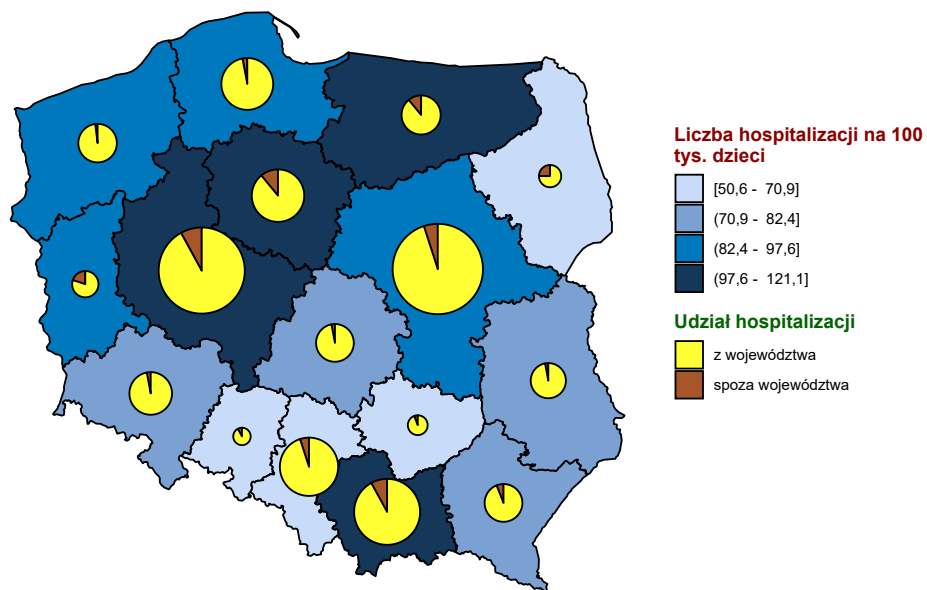 Liczba hospitalizacji na 100
tys. dzieci
[50,6 - 70,9]
(70,9 - 82,4]
(82,4 - 97,6]
(97,6 - 121,1]
Udział hospitalizacji
z województwa
spoza województwa